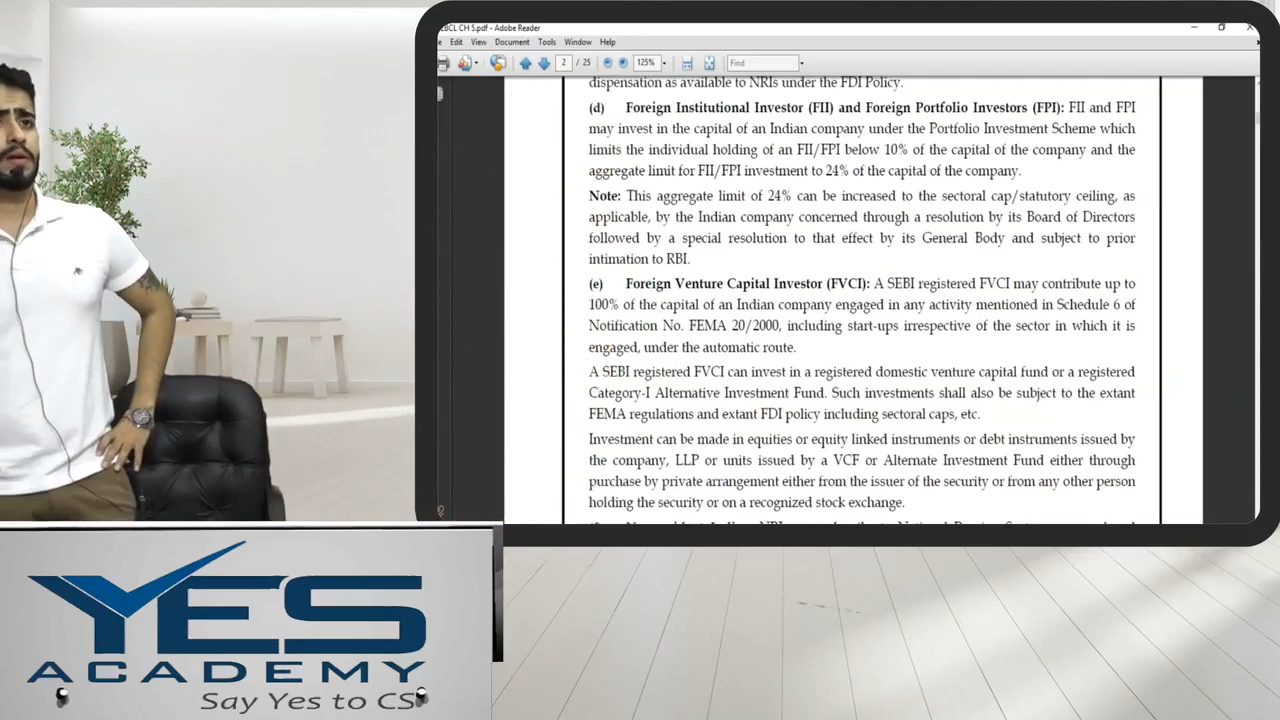 EBCL CH 5.pdf - Adobe Reader
Edit View Document Tools Window Help
2 / 25 125% Find
dispensation as available to NRIs under the FDI Policy.
(d) Foreign Institutional Investor (FII) and Foreign Portfolio Investors (FPI): FII and FPI
may invest in the capital of an Indian company under the Portfolio Investment Scheme which
limits the individual holding of an FII/FPI below 10% of the capital of the company and the
aggregate limit for FII/FPI investment to 24% of the capital of the company.
Note: This aggregate limit of 24% can be increased to the sectoral cap/statutory ceiling, as
applicable, by the Indian company concerned through a resolution by its Board of Directors
followed by a special resolution to that effect by its General Body and subject to prior
intimation to RBI.
(e) Foreign Venture Capital Investor (FVCI): A SEBI registered FVCI may contribute up to
100% of the capital of an Indian company engaged in any activity mentioned in Schedule 6 of
Notification No. FEMA 20/2000, including start-ups irrespective of the sector in which it is
engaged, under the automatic route.
A SEBI registered FVCI can invest in a registered domestic venture capital fund or a registered
Category-I Alternative Investment Fund. Such investments shall also be subject to the extant
FEMA regulations and extant FDI policy including sectoral caps, etc.
Investment can be made in equities or equity linked instruments or debt instruments issued by
the company, LLP or units issued by a VCF or Alternate Investment Fund either through
purchase by private arrangement either from the issuer of the security or from any other person
holding the security or on a recognized stock exchange.
YES
ACADEMY
Say Yes to CS